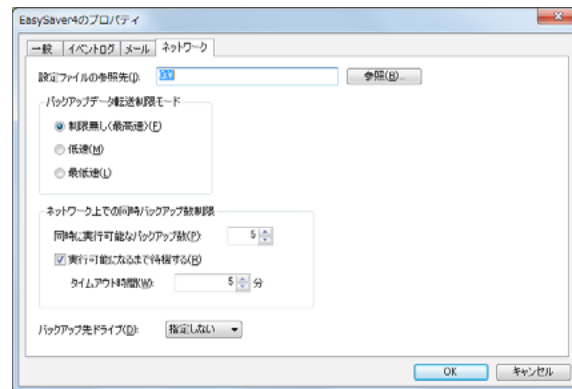 EasySaver4のプロパティ
一般 イベントログ メール ネットワーク
設定ファイルの参照先(I): 参照(B)...
バックアップデータ転送制限モード
制限無し(最高速)(F)
低速(M)
最低速(L)
ネットワーク上での同時バックアップ数制限
同時に実行可能なバックアップ数(P): 5
実行可能になるまで待機する(R)
タイムアウト時間(W): 5 分
バックアップ先ドライブ(D): 指定しない
OK キャンセル